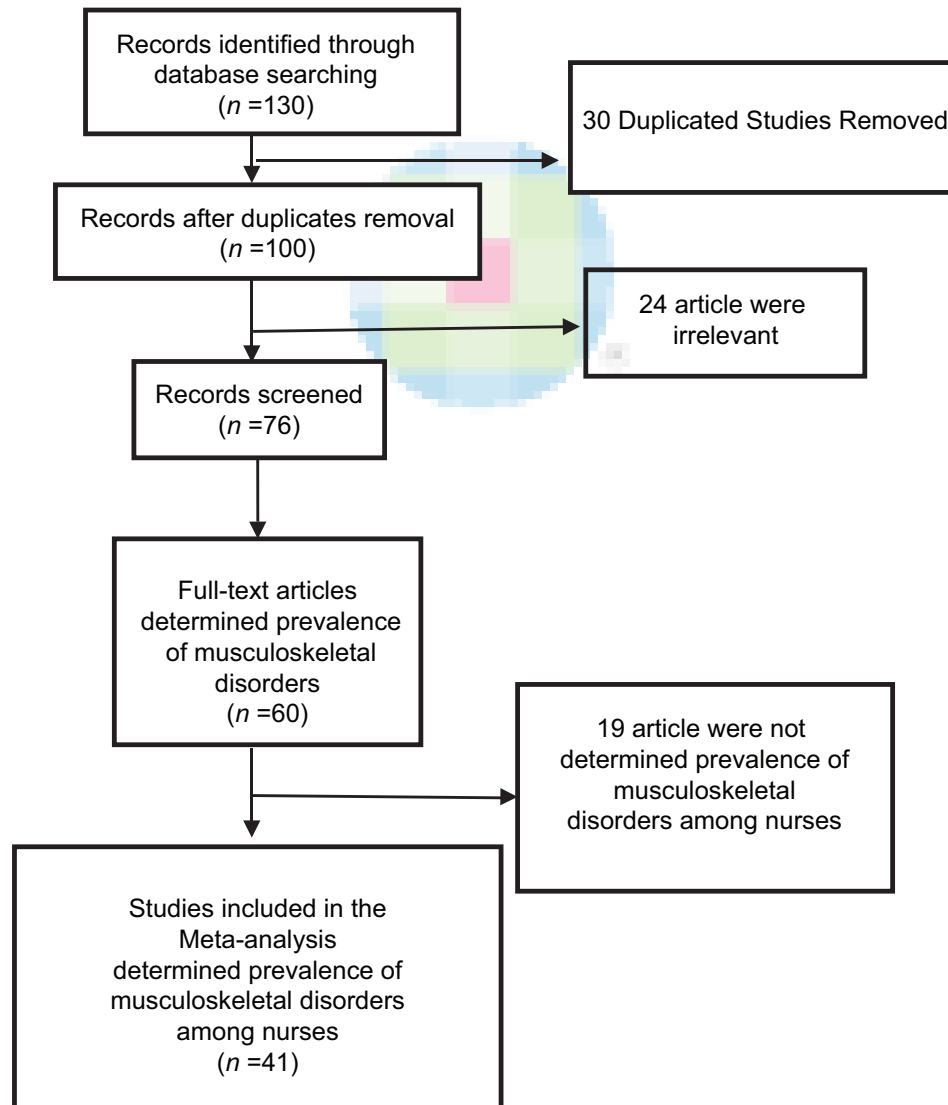 Records identified through
database searching
(n =130)
30 Duplicated Studies Removed
Records after duplicates removal
(n =100)
24 article were
irrelevant
Records screened
(n =76)
Full-text articles
determined prevalence
of musculoskeletal
disorders
(n =60)
19 article were not
determined prevalence of
musculoskeletal
disorders among nurses
Studies included in the
Meta-analysis
determined prevalence of
musculoskeletal disorders
among nurses
(n =41)